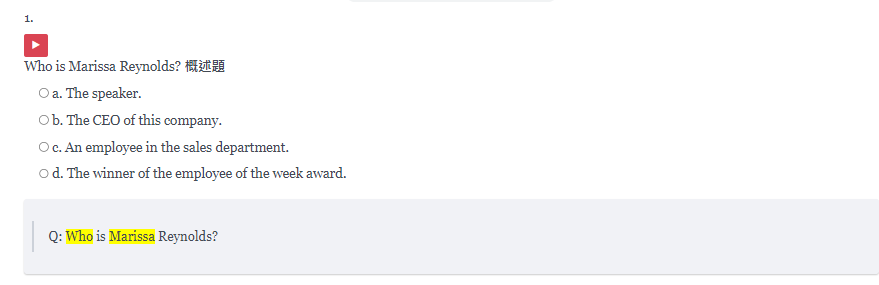 1.
Who is Marissa Reynolds? 概述題
a. The speaker.
b. The CEO of this company.
c. An employee in the sales department.
d. The winner of the employee of the week award.
Q: Who is Marissa Reynolds?